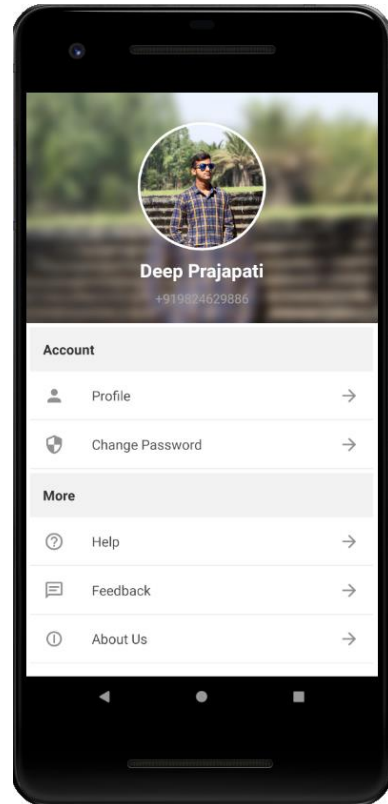 Deep Prajapati
+919824629886
Account
Profile
Change Password
More
Help
Feedback
About Us